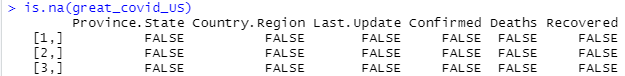 > is.na(great_covid_US)
Province.State Country.Region Last.Update Confirmed Deaths Recovered
[1,] FALSE FALSE FALSE FALSE FALSE FALSE
[2,] FALSE FALSE FALSE FALSE FALSE FALSE
[3,] FALSE FALSE FALSE FALSE FALSE FALSE